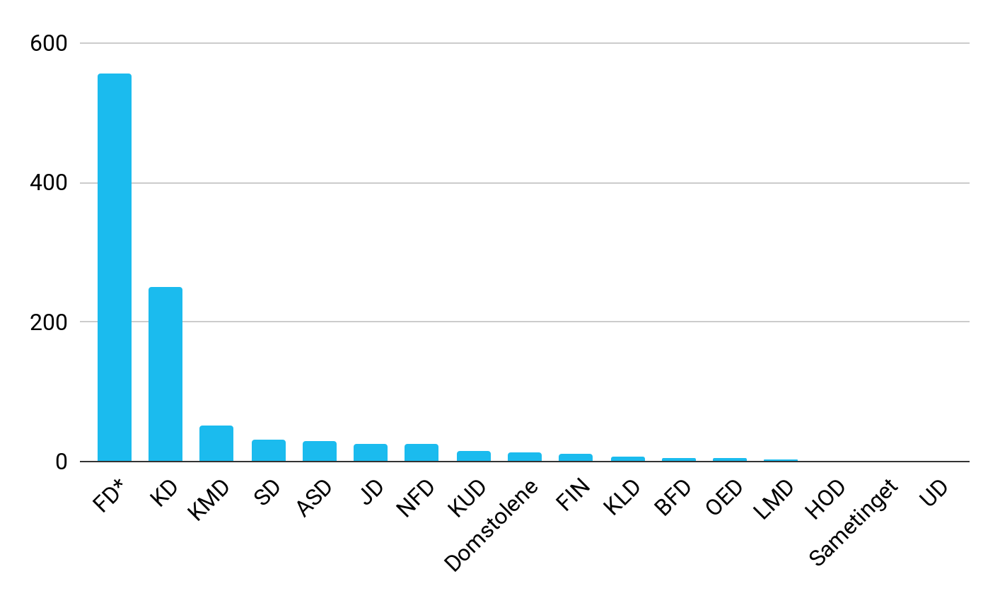 600
400
200
0
FD*
KD
KMD
SD
ASD
JD
NFD
KUD
Domstolene
FIN
KLD
BFD
OED
LMD
HOD
Sametinget
UD